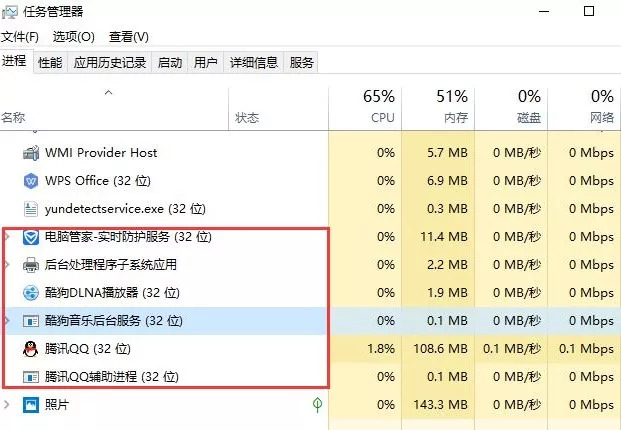 任务管理器
文件(F) 选项(O) 查看(V)
进程 性能 应用历史记录 启动 用户 详细信息 服务
65% 51% 0% 0%
名称 状态 CPU 内存 磁盘 网络
WMI Provider Host 0% 5.7 MB 0 MB/秒 0 Mbps
WPS Office (32 位) 0% 6.9 MB 0 MB/秒 0 Mbps
yundetectservice.exe (32 位) 0% 0.3 MB 0 MB/秒 0 Mbps
电脑管家-实时防护服务 (32 位) 0% 11.4 MB 0 MB/秒 0 Mbps
后台处理程序子系统应用 0% 2.2 MB 0 MB/秒 0 Mbps
酷狗DLNA播放器 (32 位) 0% 1.9 MB 0 MB/秒 0 Mbps
酷狗音乐后台服务 (32 位) 0% 0.1 MB 0 MB/秒 0 Mbps
腾讯QQ (32 位) 1.8% 108.6 MB 0.1 MB/秒 0.1 Mbps
腾讯QQ辅助进程 (32 位) 0% 0.1 MB 0 MB/秒 0 Mbps
照片 0% 143.3 MB 0 MB/秒 0 Mbps